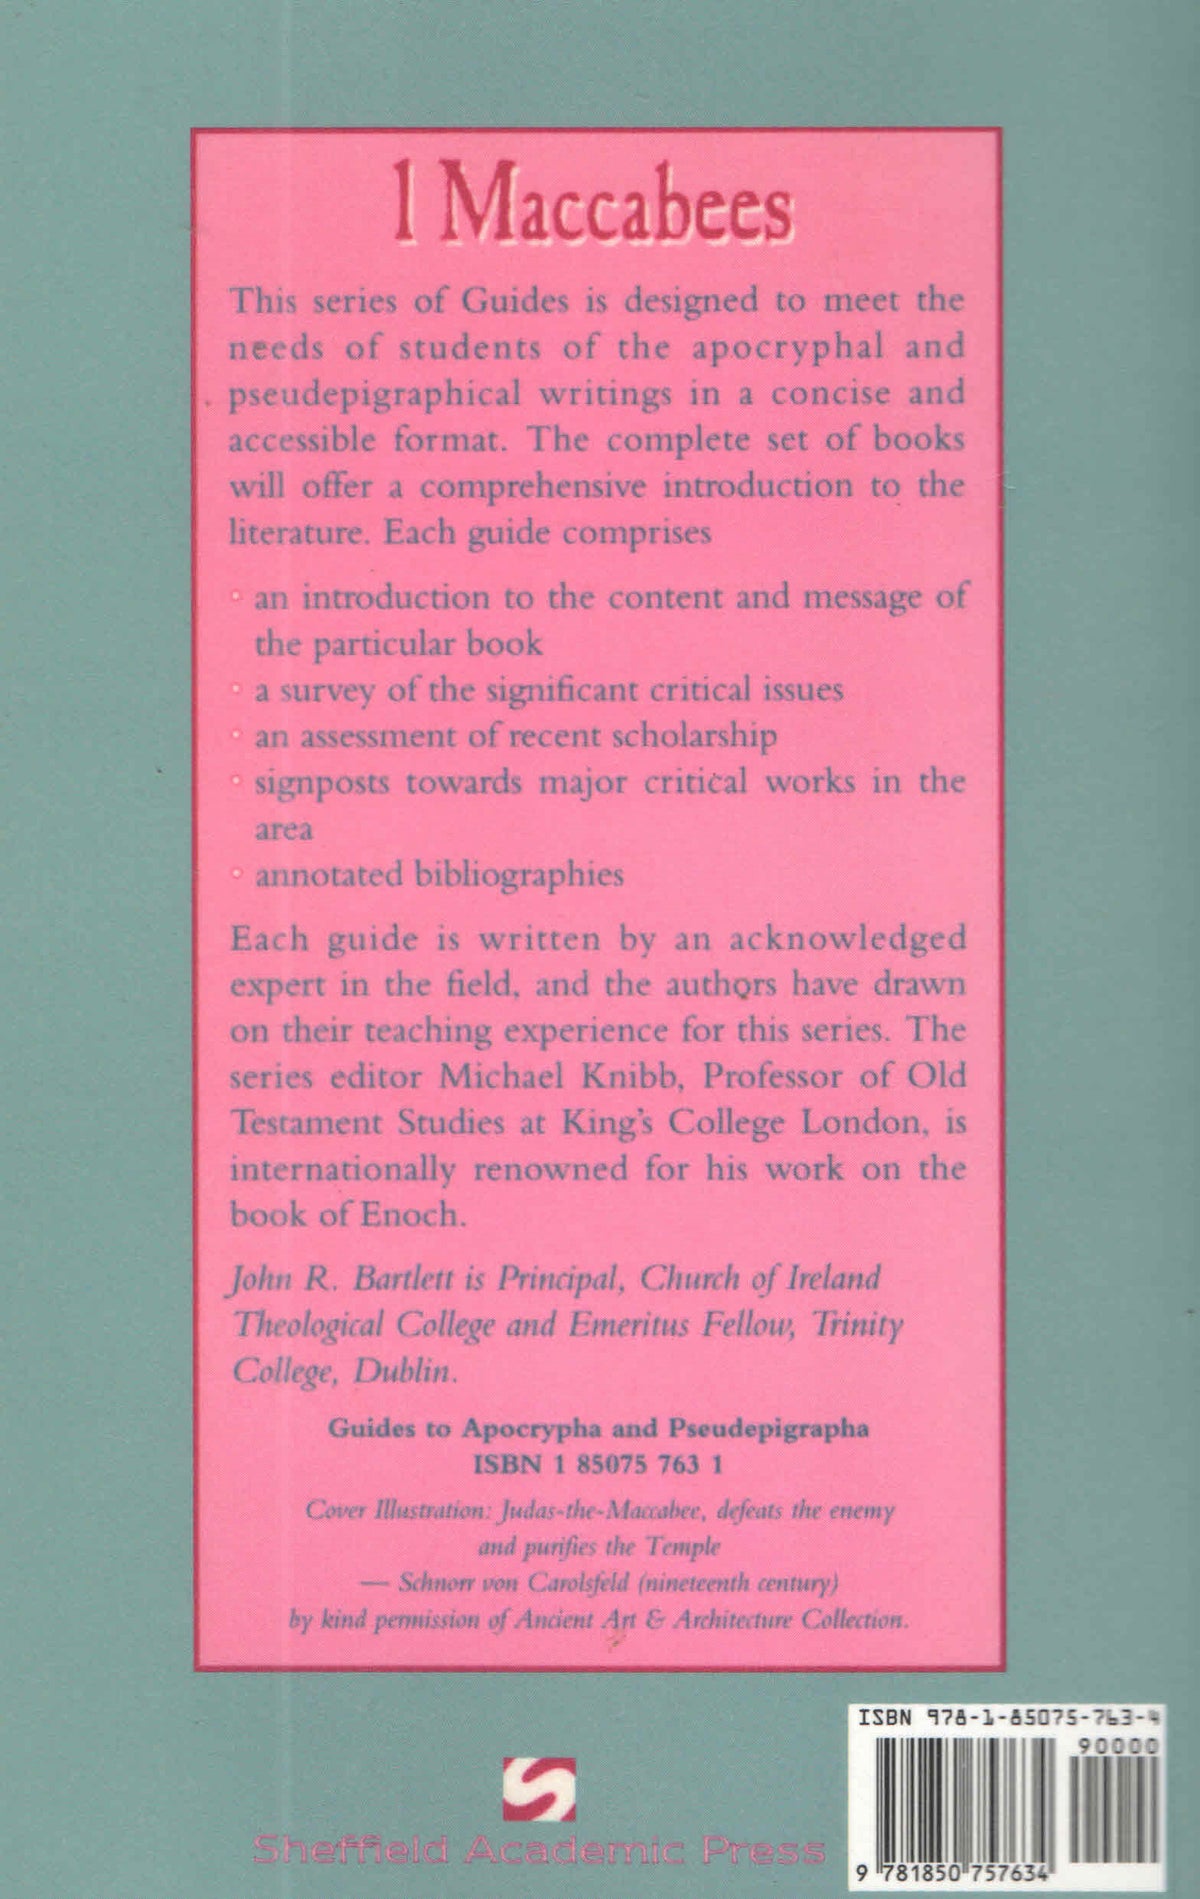 1 Maccabees
This series of Guides is designed to meet the
needs of students of the apocryphal and
pseudepigraphical writings in a concise and
accessible format. The complete set of books
will offer a comprehensive introduction to the
literature. Each guide comprises
◦ an introduction to the content and message of
the particular book
◦ a survey of the significant critical issues
◦ an assessment of recent scholarship
◦ signposts towards major critical works in the
area
◦ annotated bibliographies
Each guide is written by an acknowledged
expert in the field, and the authors have drawn
on their teaching experience for this series. The
series editor Michael Knibb, Professor of Old
Testament Studies at King's College London, is
internationally renowned for his work on the
book of Enoch.
John R. Bartlett is Principal, Church of Ireland
Theological College and Emeritus Fellow, Trinity
College, Dublin.
Guides to Apocrypha and Pseudepigrapha
ISBN 1 85075 763 1
Cover Illustration: Judas-the-Maccabee, defeats the enemy
and purifies the Temple
— Schnorr von Carolsfeld (nineteenth century)
by kind permission of Ancient Art & Architecture Collection.
ISBN 978-1-85075-763-4
90000
9 781850 757634
Sheffield Academic Press